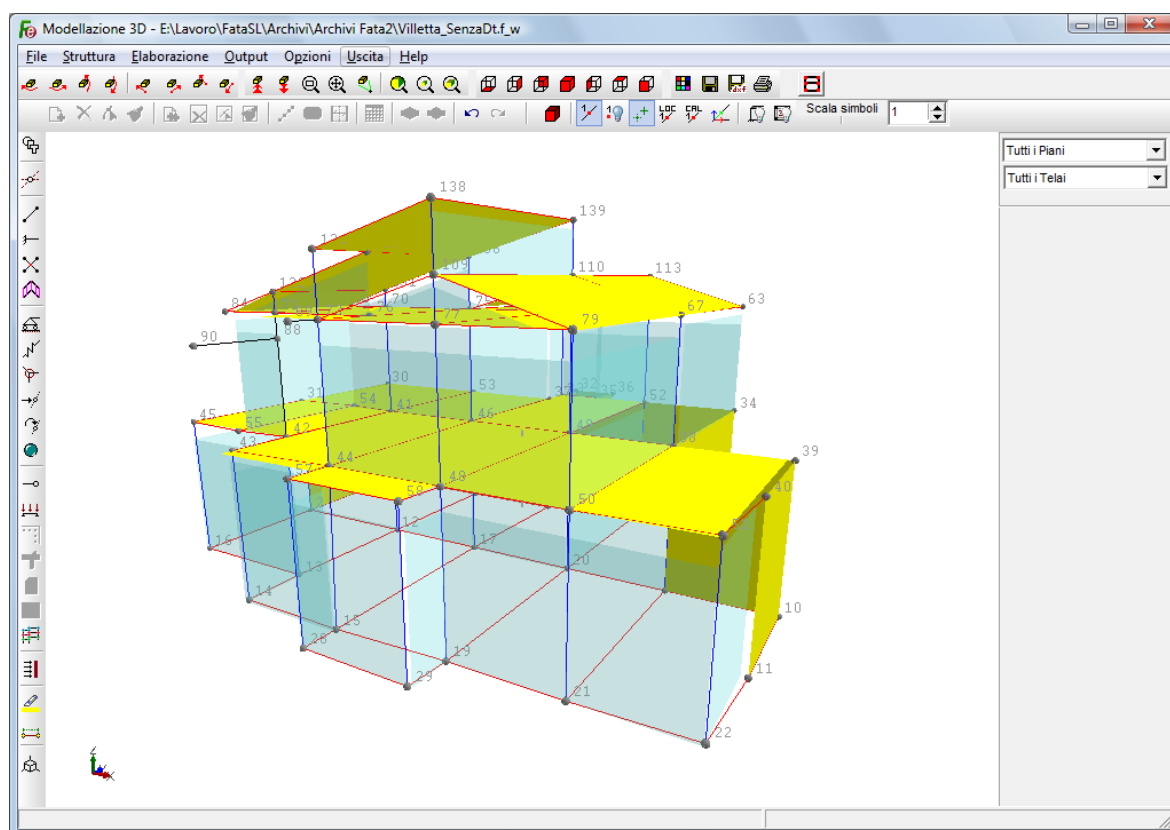 Modellazione 3D - E:\Lavoro\FataSL\Archivi\Archivi Fata2\Villetta_SenzaDt.f_w
File Struttura Elaborazione Output Opzioni Uscita Help
Scala simboli 1
Tutti i Piani
Tutti i Telai
138
139
109 110 113
84 70 63
67
77 79
90 88
30 53 32 36 52 34
31 54 41 46
45 55 42
43 44 48 50 39
58 40
12 17 20
16 13
14 15 10
28 19 11
29 21
22